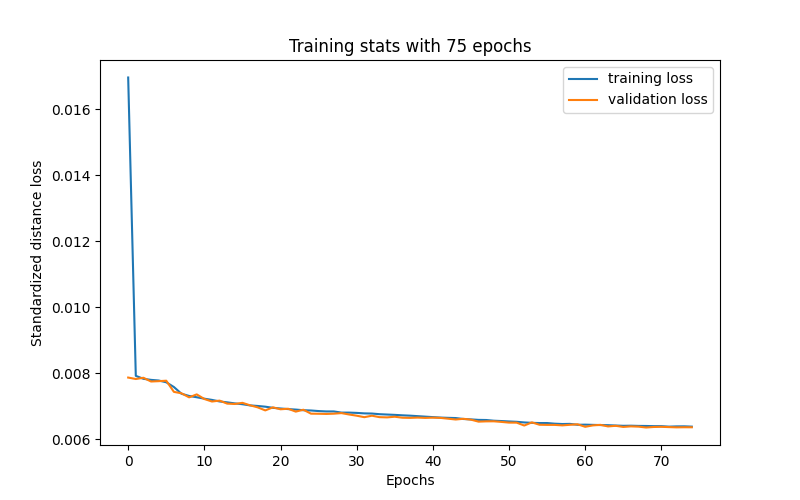 Training stats with 75 epochs
training loss
validation loss
Standardized distance loss
0.016
0.014
0.012
0.010
0.008
0.006
0 10 20 30 40 50 60 70
Epochs